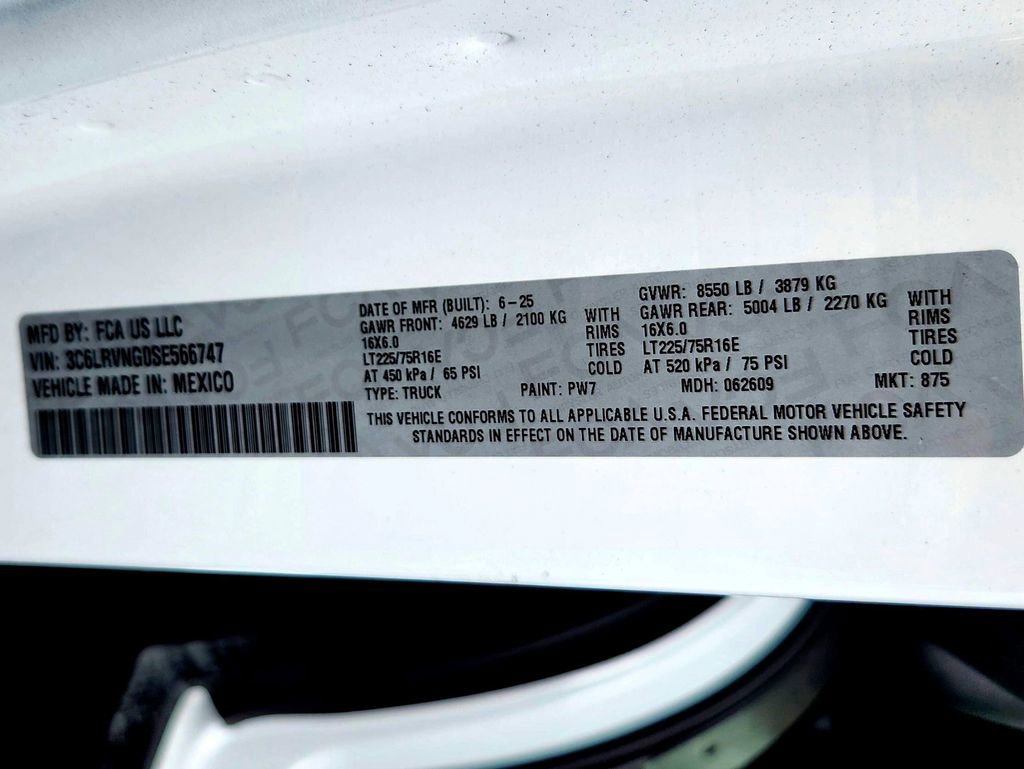 MFD BY: FCA US LLC
VIN: 3C6LRVNG0SE566747
VEHICLE MADE IN: MEXICO
DATE OF MFR (BUILT): 6-25
GAWR FRONT: 4629 LB / 2100 KG WITH
16X6.0 RIMS
LT225/75R16E TIRES
AT 450 kPa / 65 PSI COLD
TYPE: TRUCK PAINT: PW7
GVWR: 8550 LB / 3879 KG
GAWR REAR: 5004 LB / 2270 KG WITH
16X6.0 RIMS
LT225/75R16E TIRES
AT 520 kPa / 75 PSI COLD
MDH: 062609 MKT: 875
THIS VEHICLE CONFORMS TO ALL APPLICABLE U.S.A. FEDERAL MOTOR VEHICLE SAFETY
STANDARDS IN EFFECT ON THE DATE OF MANUFACTURE SHOWN ABOVE.